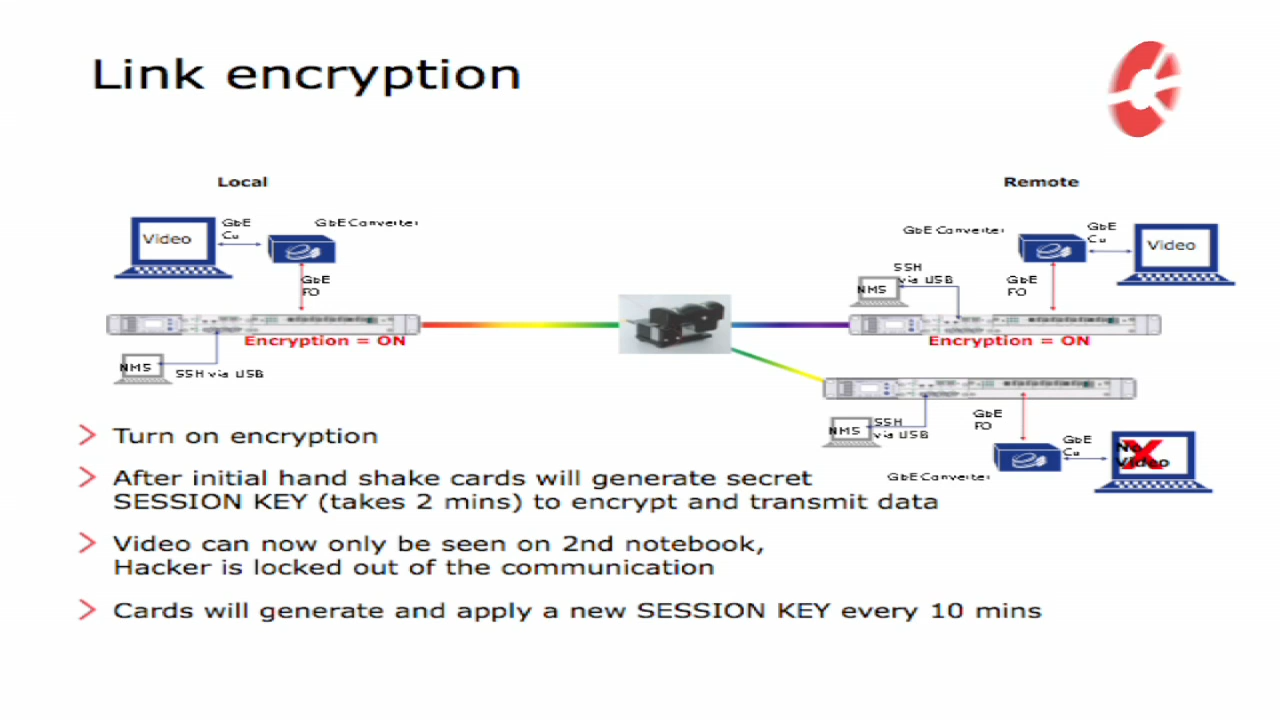 Link encryption
Local
Remote
Video
GbE
Cu
GbE Converter
GbE
FO
Encryption = ON
NMS
SSH via USB
GbE Converter
GbE
Cu
Video
SSH
via USB
NMS
GbE
FO
Encryption = ON
NMS
SSH
via USB
GbE
FO
GbE
Cu
GbE Converter
No
Video
X
Turn on encryption
After initial hand shake cards will generate secret
SESSION KEY (takes 2 mins) to encrypt and transmit data
Video can now only be seen on 2nd notebook,
Hacker is locked out of the communication
Cards will generate and apply a new SESSION KEY every 10 mins